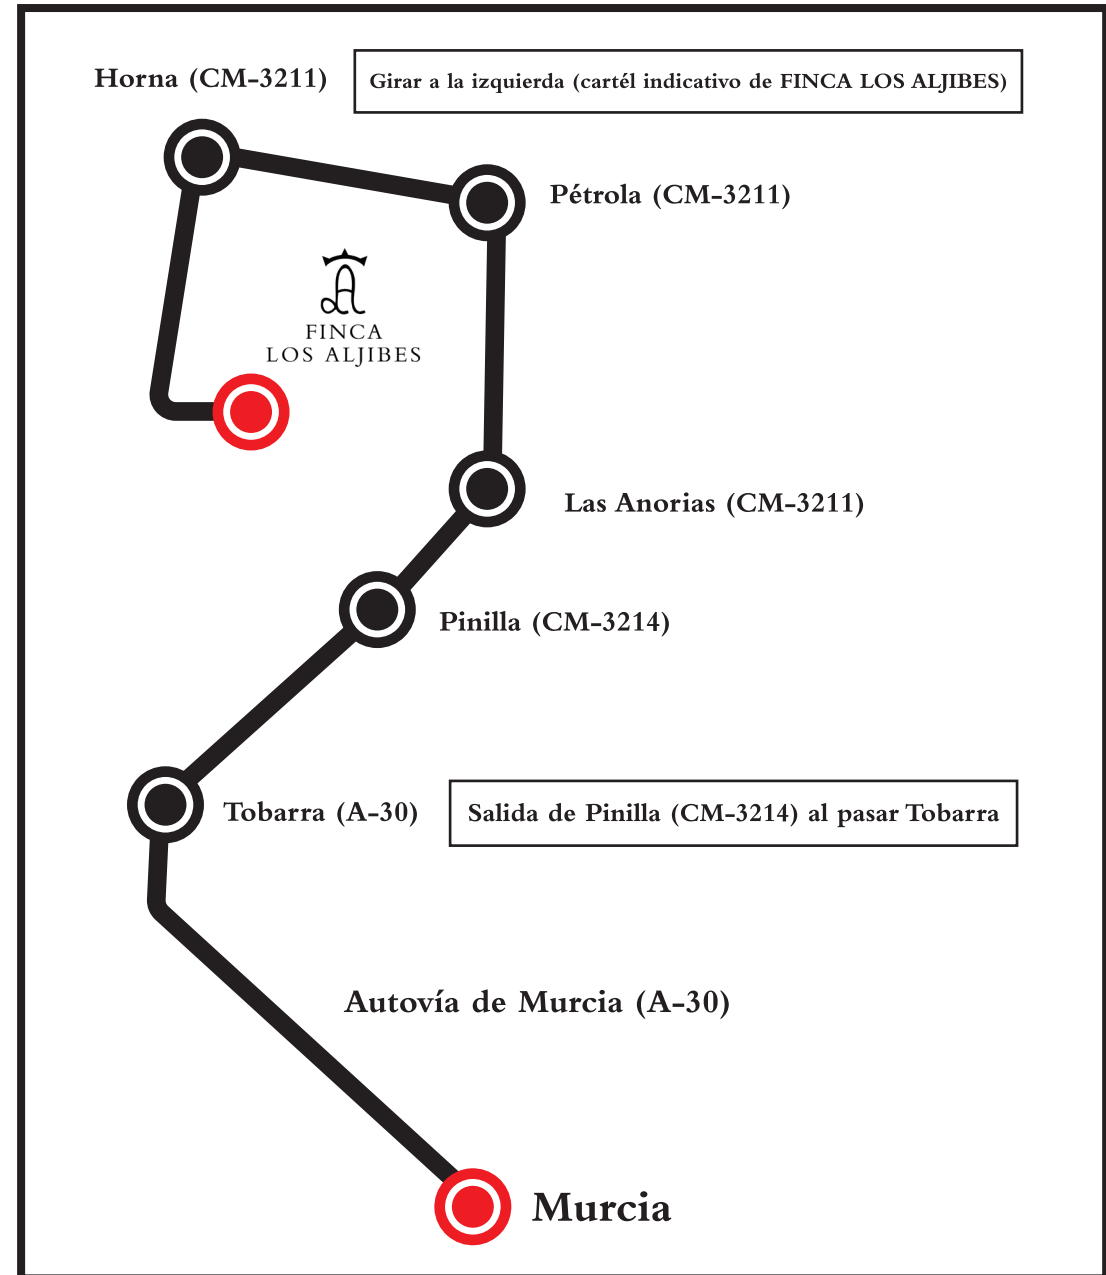 Horna (CM-3211)
Girar a la izquierda (cartél indicativo de FINCA LOS ALJIBES)
Pétrola (CM-3211)
FINCA
LOS ALJIBES
Las Anorias (CM-3211)
Pinilla (CM-3214)
Tobarra (A-30)
Salida de Pinilla (CM-3214) al pasar Tobarra
Autovía de Murcia (A-30)
Murcia